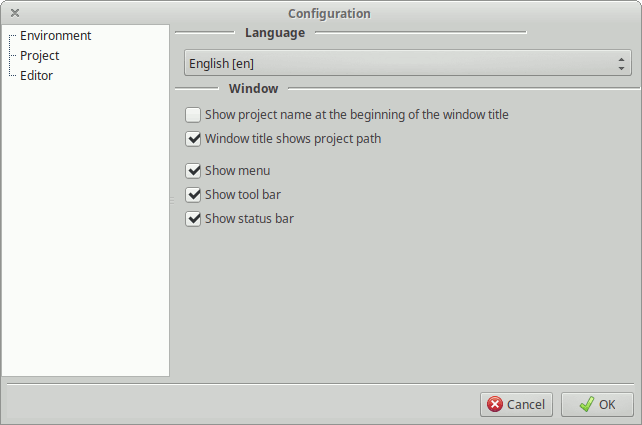 Configuration
Environment
Project
Editor
Language
English [en]
Window
Show project name at the beginning of the window title
Window title shows project path
Show menu
Show tool bar
Show status bar
Cancel
OK